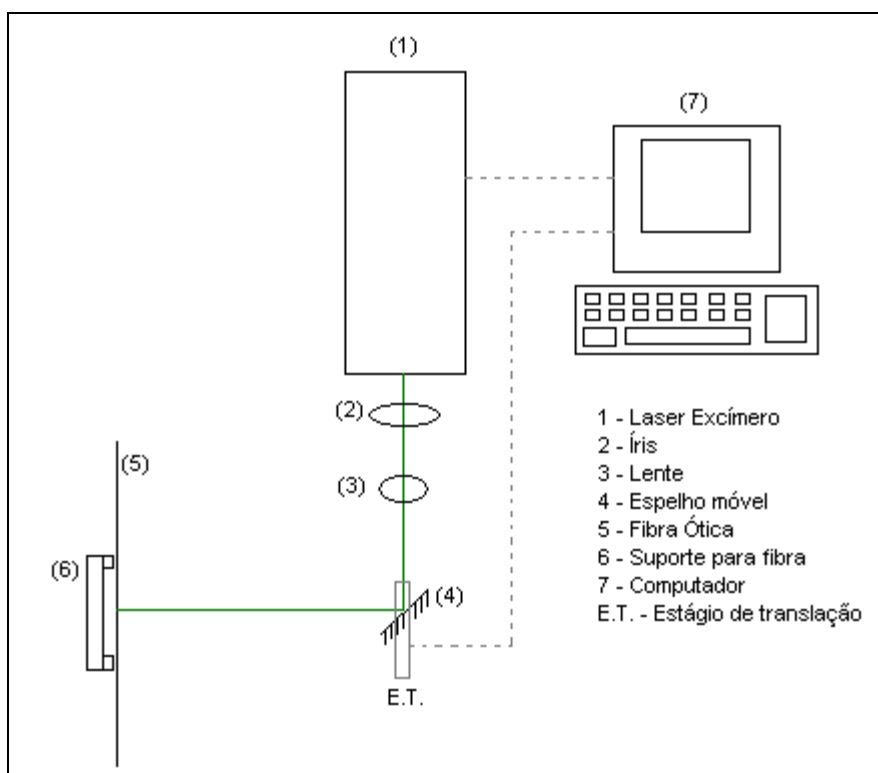 (1)
(7)
(2)
(5)
(3)
(6)
(4)
E.T.
1 - Laser Excímero
2 - Íris
3 - Lente
4 - Espelho móvel
5 - Fibra Ótica
6 - Suporte para fibra
7 - Computador
E.T. - Estágio de translação